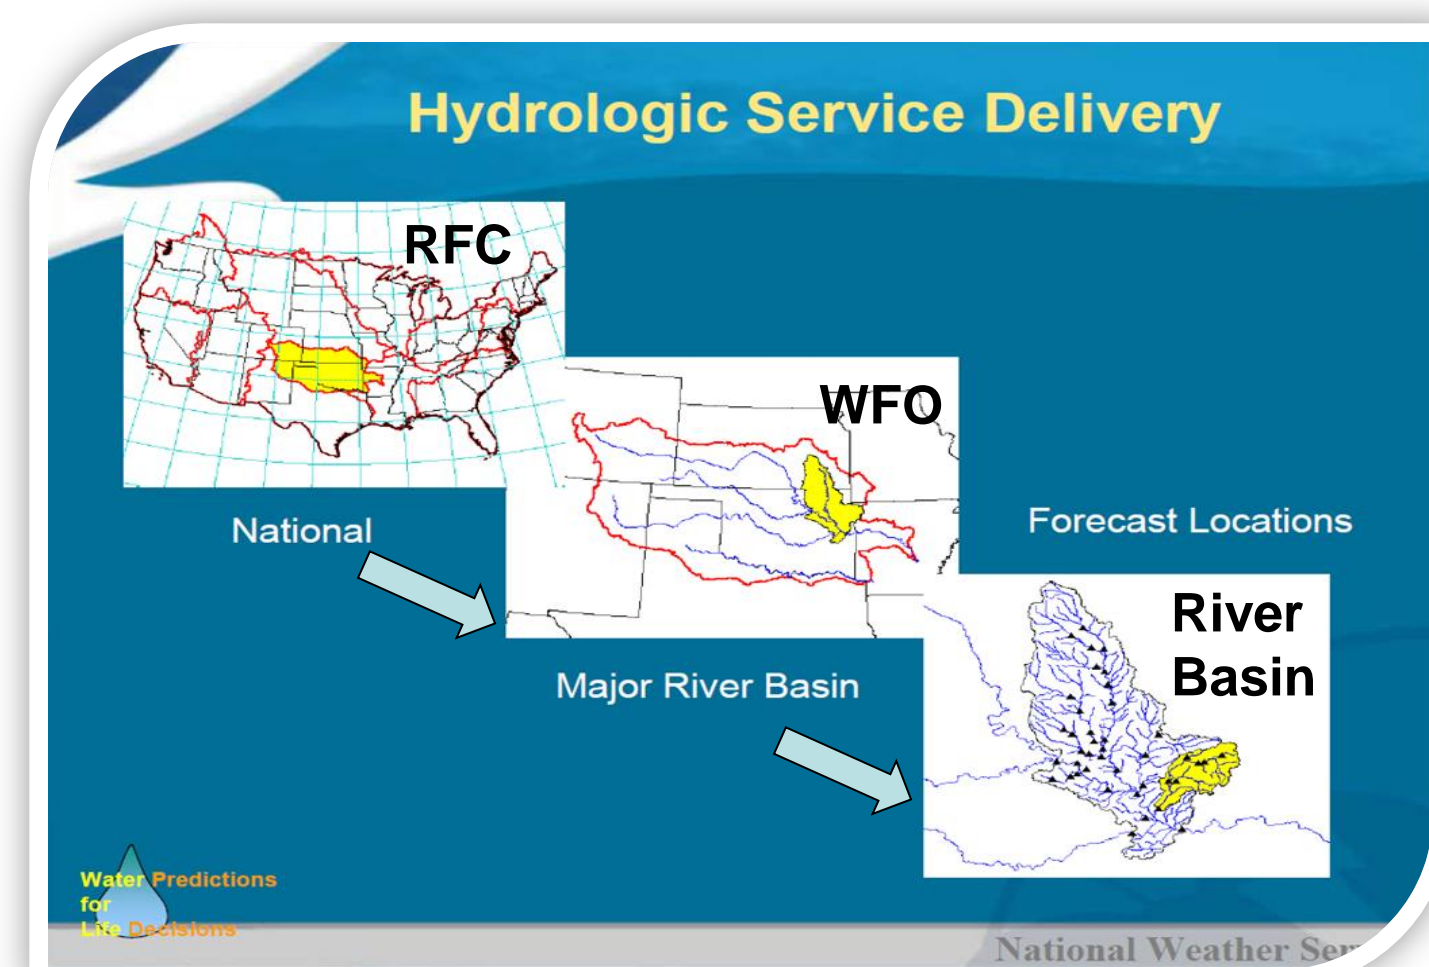 Hydrologic Service Delivery
RFC
WFO
National
Forecast Locations
River
Basin
Major River Basin
Water Predictions
for
Life Decisions
National Weather